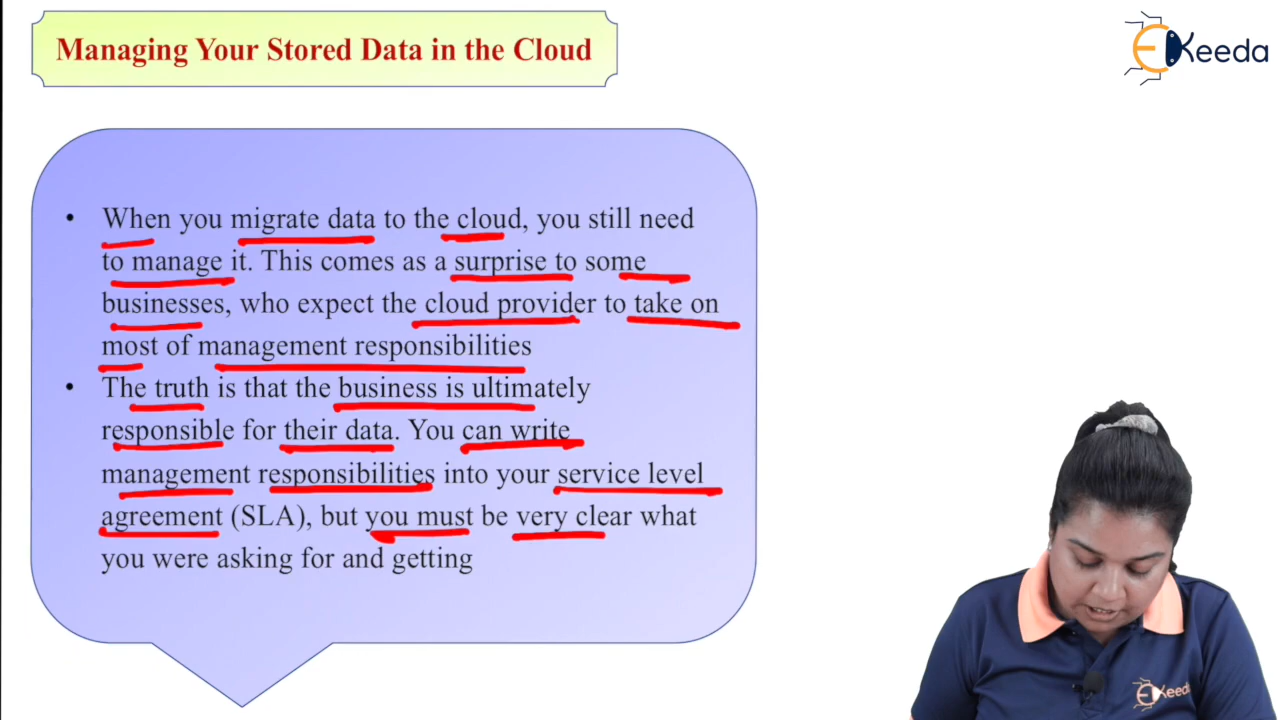 Managing Your Stored Data in the Cloud
EKeeda
• When you migrate data to the cloud, you still need
to manage it. This comes as a surprise to some
businesses, who expect the cloud provider to take on
most of management responsibilities
• The truth is that the business is ultimately
responsible for their data. You can write
management responsibilities into your service level
agreement (SLA), but you must be very clear what
you were asking for and getting
EKeeda